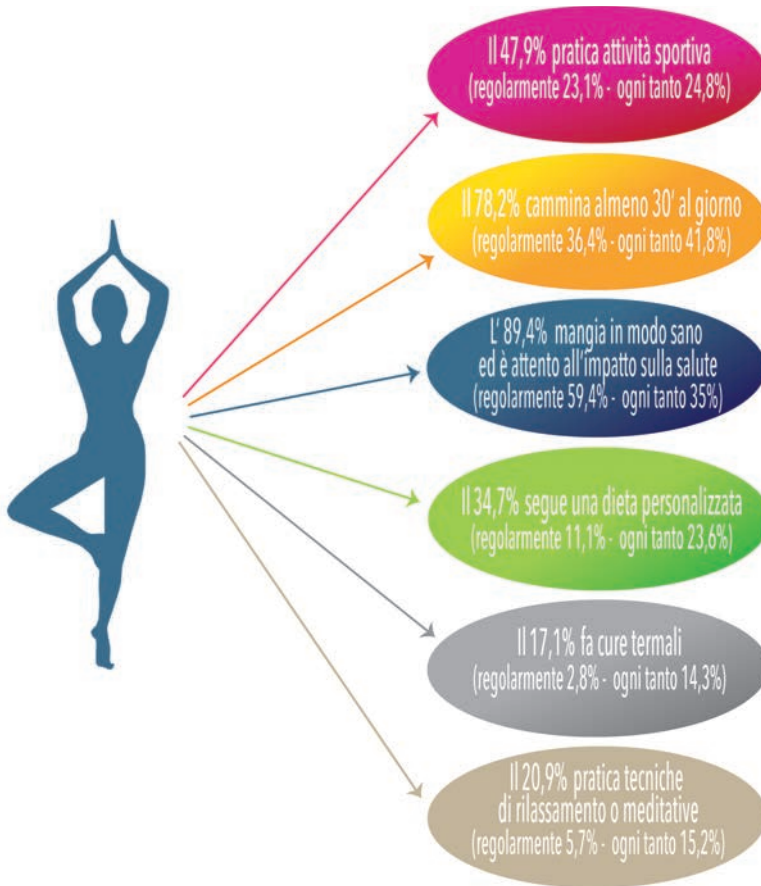 Il 47,9% pratica attività sportiva
(regolarmente 23,1% - ogni tanto 24,8%)
Il 78,2% cammina almeno 30' al giorno
(regolarmente 36,4% - ogni tanto 41,8%)
L' 89,4% mangia in modo sano
ed è attento all'impatto sulla salute
(regolarmente 59,4% - ogni tanto 35%)
Il 34,7% segue una dieta personalizzata
(regolarmente 11,1% - ogni tanto 23,6%)
Il 17,1% fa cure termali
(regolarmente 2,8% - ogni tanto 14,3%)
Il 20,9% pratica tecniche
di rilassamento o meditative
(regolarmente 5,7% - ogni tanto 15,2%)